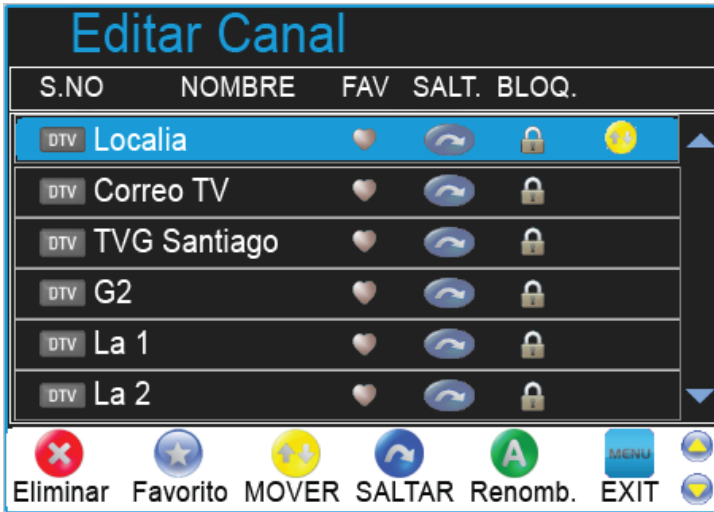 Editar Canal
S.NO NOMBRE FAV SALT. BLOQ.
DTV Localia
DTV Correo TV
DTV TVG Santiago
DTV G2
DTV La 1
DTV La 2
A MENU
Eliminar Favorito MOVER SALTAR Renomb. EXIT